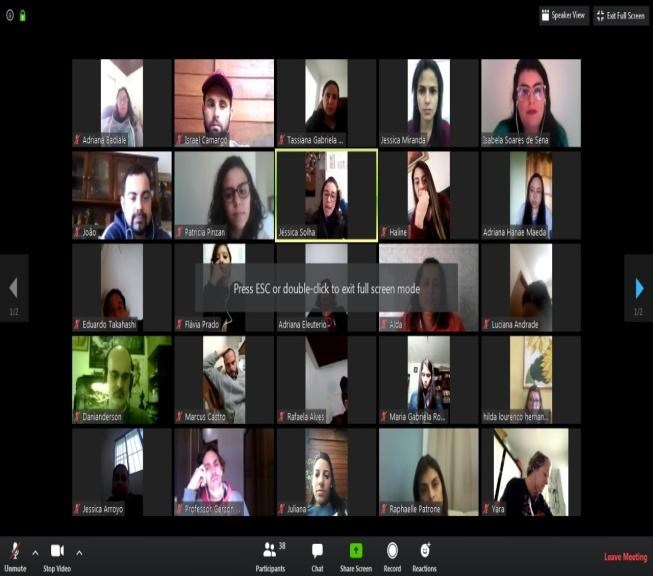 Speaker View
Exit Full Screen
Adriana Badiale
Israel Camargo
Tassiana Gabriela ...
Jessica Miranda
Isabela Soares de Sena
João
Patricia Pinzan
Jéssica Solha
Haline
Adriana Hanae Maeda
1/2
Press ESC or double-click to exit full screen mode
1/2
Eduardo Takahashi
Flávia Prado
Adriana Eleuterio
Alda
Luciana Andrade
Danianderson
Marcus Castro
Rafaela Alves
Maria Gabriela Ro...
hilda lourenco hernan...
Jessica Arroyo
Professor Gerson ...
Juliana
Raphaelle Patrone
Yara
38
Unmute
Stop Video
Participants
Chat
Share Screen
Record
Reactions
Leave Meeting